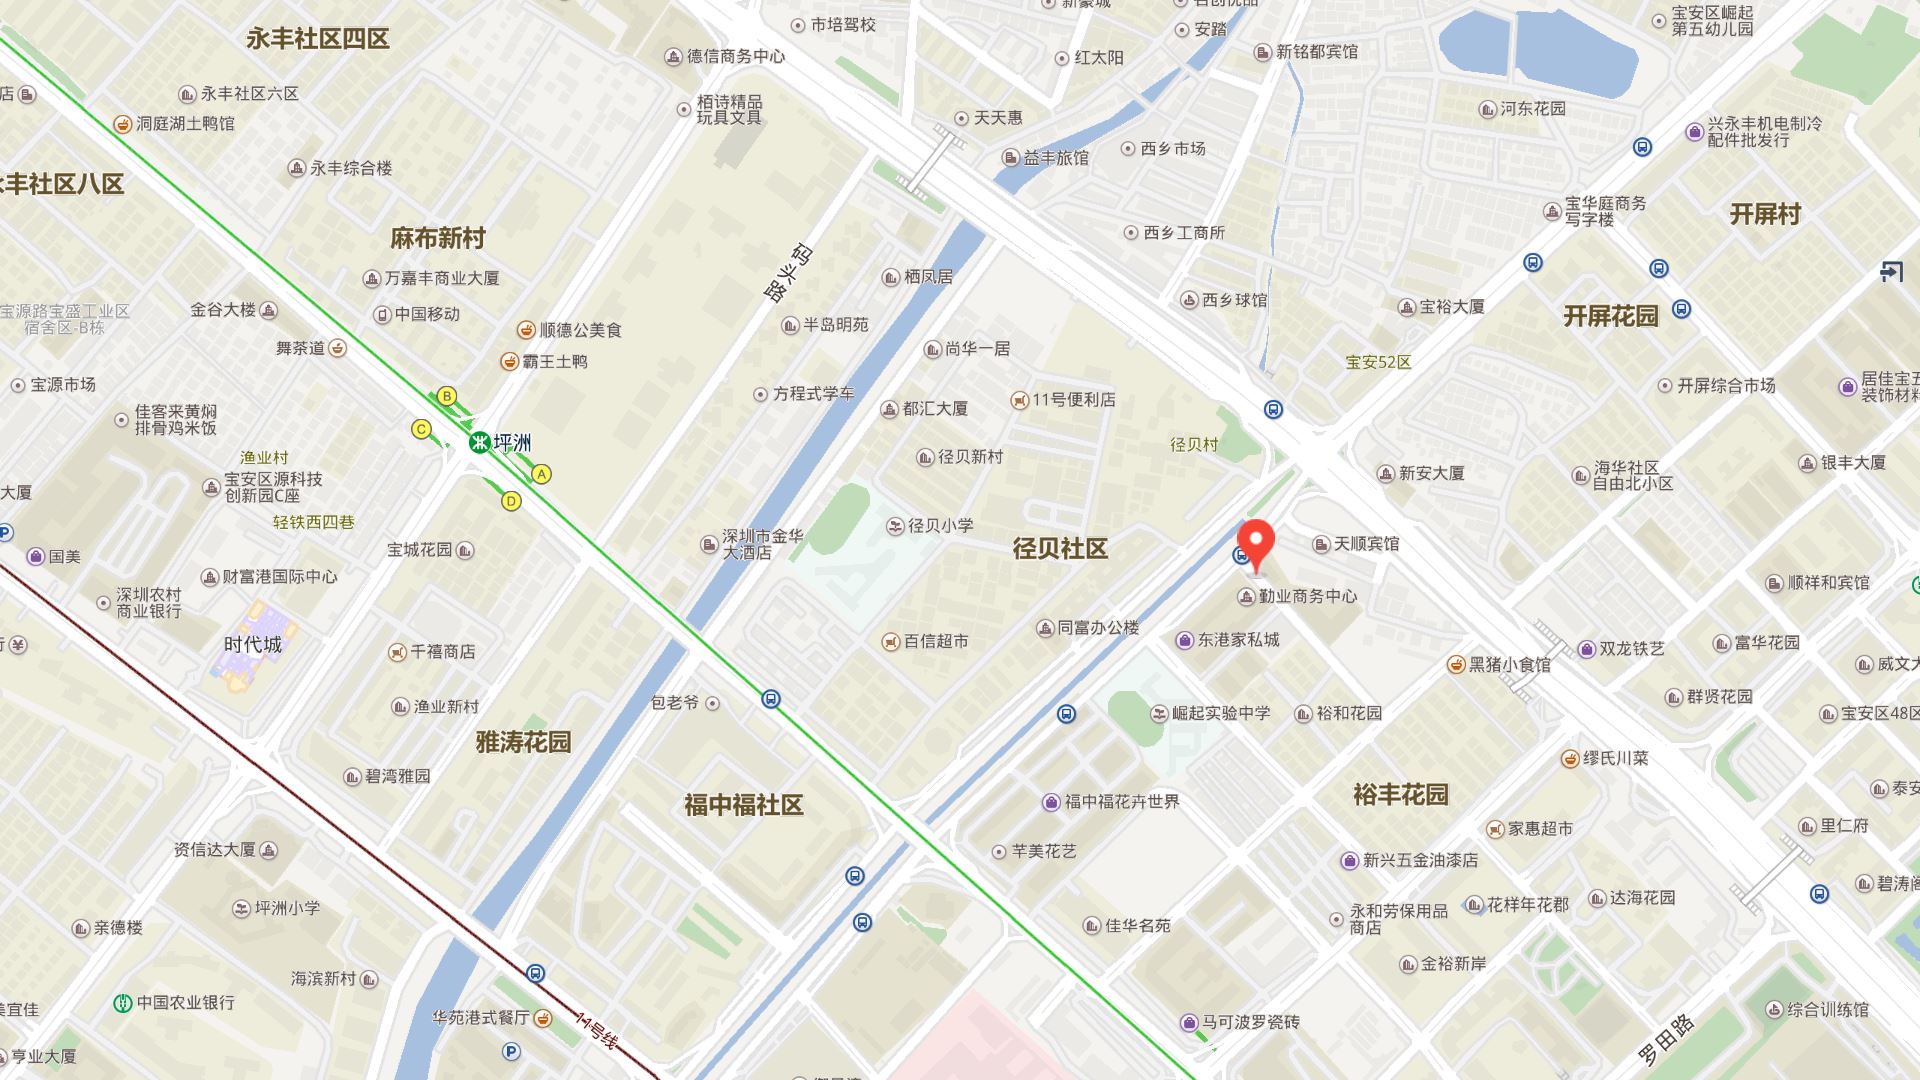 新豪城
名创优品
市培驾校
安踏
宝安区崛起
第五幼儿园
永丰社区四区
德信商务中心
红太阳
新铭都宾馆
店
永丰社区六区
栢诗精品
玩具文具
河东花园
洞庭湖土鸭馆
天天惠
兴永丰机电制冷
配件批发行
永丰综合楼
益丰旅馆
西乡市场
永丰社区八区
宝华庭商务
写字楼
开屏村
麻布新村
码头路
西乡工商所
万嘉丰商业大厦
栖凤居
宝源路宝盛工业区
宿舍区-B栋
金谷大楼
中国移动
顺德公美食
半岛明苑
西乡球馆
宝裕大厦
开屏花园
舞茶道
霸王土鸭
尚华一居
宝安52区
宝源市场
方程式学车
11号便利店
开屏综合市场
居佳宝五
装饰材料
佳客来黄焖
排骨鸡米饭
B
C
都汇大厦
坪洲
A
D
径贝村
渔业村
宝安区源科技
创新园C座
径贝新村
新安大厦
海华社区
自由北小区
银丰大厦
大厦
轻铁西四巷
径贝小学
P
国美
宝城花园
深圳市金华
大酒店
径贝社区
天顺宾馆
财富港国际中心
深圳农村
商业银行
勤业商务中心
顺祥和宾馆
时代城
千禧商店
百信超市
同富办公楼
东港家私城
双龙铁艺
富华花园
行
黑猪小食馆
威文大
渔业新村
包老爷
崛起实验中学
裕和花园
群贤花园
宝安区48区
雅涛花园
碧湾雅园
缪氏川菜
福中福社区
福中福花卉世界
裕丰花园
泰安
资信达大厦
芊美花艺
家惠超市
里仁府
新兴五金油漆店
坪洲小学
亲德楼
佳华名苑
永和劳保用品
商店
花样年花郡
达海花园
碧涛阁
海滨新村
金裕新岸
中国农业银行
美宜佳
华苑港式餐厅
11号线
马可波罗瓷砖
综合训练馆
罗田路
亨业大厦
P